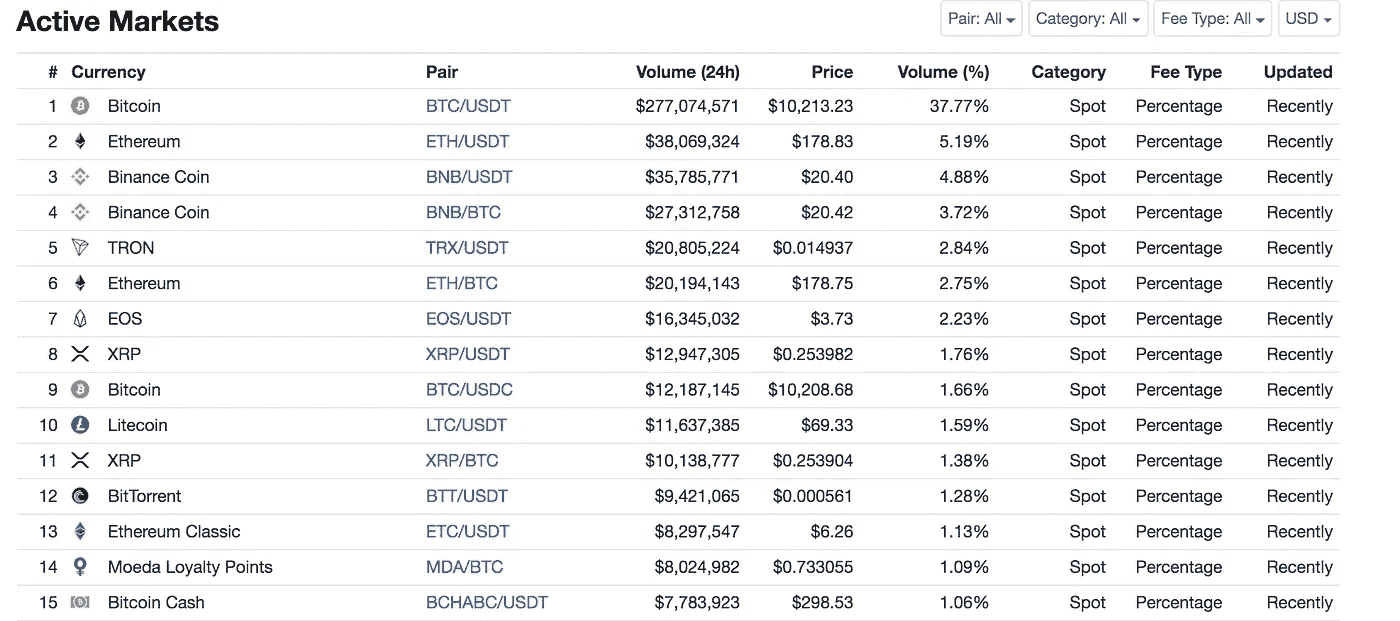 Active Markets
Pair: All Category: All Fee Type: All USD
# Currency Pair Volume (24h) Price Volume (%) Category Fee Type Updated
1 Bitcoin BTC/USDT $277,074,571 $10,213.23 37.77% Spot Percentage Recently
2 Ethereum ETH/USDT $38,069,324 $178.83 5.19% Spot Percentage Recently
3 Binance Coin BNB/USDT $35,785,771 $20.40 4.88% Spot Percentage Recently
4 Binance Coin BNB/BTC $27,312,758 $20.42 3.72% Spot Percentage Recently
5 TRON TRX/USDT $20,805,224 $0.014937 2.84% Spot Percentage Recently
6 Ethereum ETH/BTC $20,194,143 $178.75 2.75% Spot Percentage Recently
7 EOS EOS/USDT $16,345,032 $3.73 2.23% Spot Percentage Recently
8 XRP XRP/USDT $12,947,305 $0.253982 1.76% Spot Percentage Recently
9 Bitcoin BTC/USDC $12,187,145 $10,208.68 1.66% Spot Percentage Recently
10 Litecoin LTC/USDT $11,637,385 $69.33 1.59% Spot Percentage Recently
11 XRP XRP/BTC $10,138,777 $0.253904 1.38% Spot Percentage Recently
12 BitTorrent BTT/USDT $9,421,065 $0.000561 1.28% Spot Percentage Recently
13 Ethereum Classic ETC/USDT $8,297,547 $6.26 1.13% Spot Percentage Recently
14 Moeda Loyalty Points MDA/BTC $8,024,982 $0.733055 1.09% Spot Percentage Recently
15 Bitcoin Cash BCHABC/USDT $7,783,923 $298.53 1.06% Spot Percentage Recently